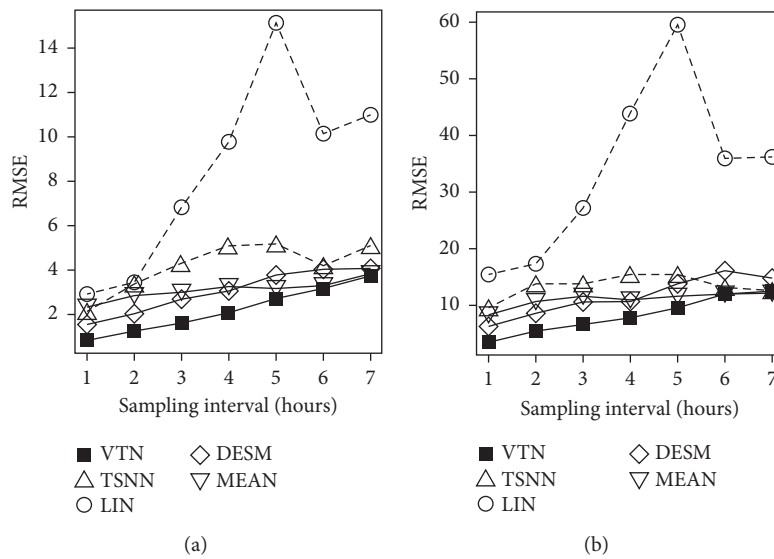 14
12
10
8
6
4
2
RMSE
1 2 3 4 5 6 7
Sampling interval (hours)
VTN DESM
TSNN MEAN
LIN
(a)
60
50
40
30
20
10
RMSE
1 2 3 4 5 6 7
Sampling interval (hours)
VTN DESM
TSNN MEAN
LIN
(b)